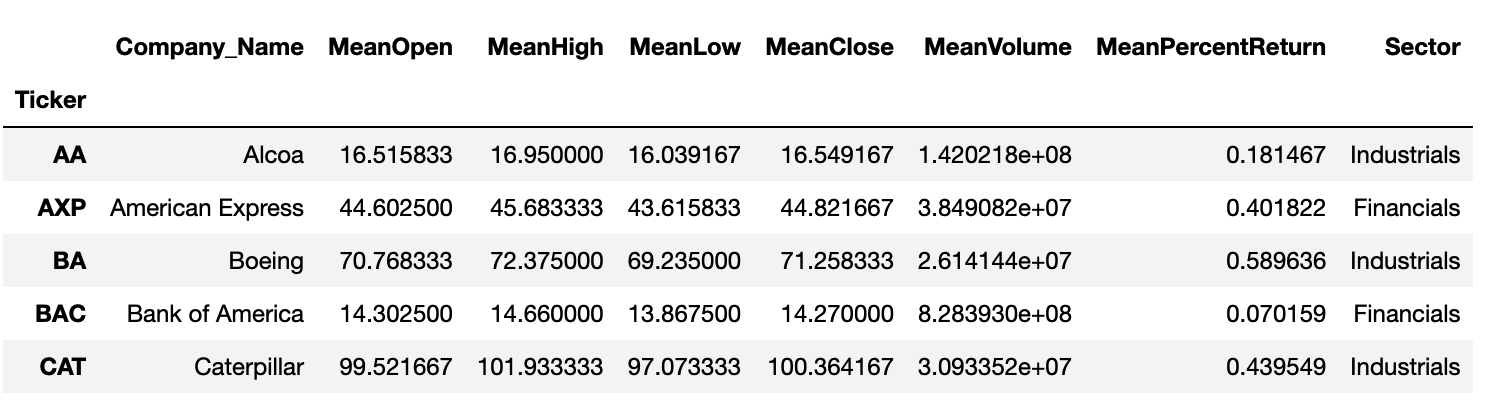 Company_Name MeanOpen MeanHigh MeanLow MeanClose MeanVolume MeanPercentReturn Sector
Ticker
AA Alcoa 16.515833 16.950000 16.039167 16.549167 1.420218e+08 0.181467 Industrials
AXP American Express 44.602500 45.683333 43.615833 44.821667 3.849082e+07 0.401822 Financials
BA Boeing 70.768333 72.375000 69.235000 71.258333 2.614144e+07 0.589636 Industrials
BAC Bank of America 14.302500 14.660000 13.867500 14.270000 8.283930e+08 0.070159 Financials
CAT Caterpillar 99.521667 101.933333 97.073333 100.364167 3.093352e+07 0.439549 Industrials